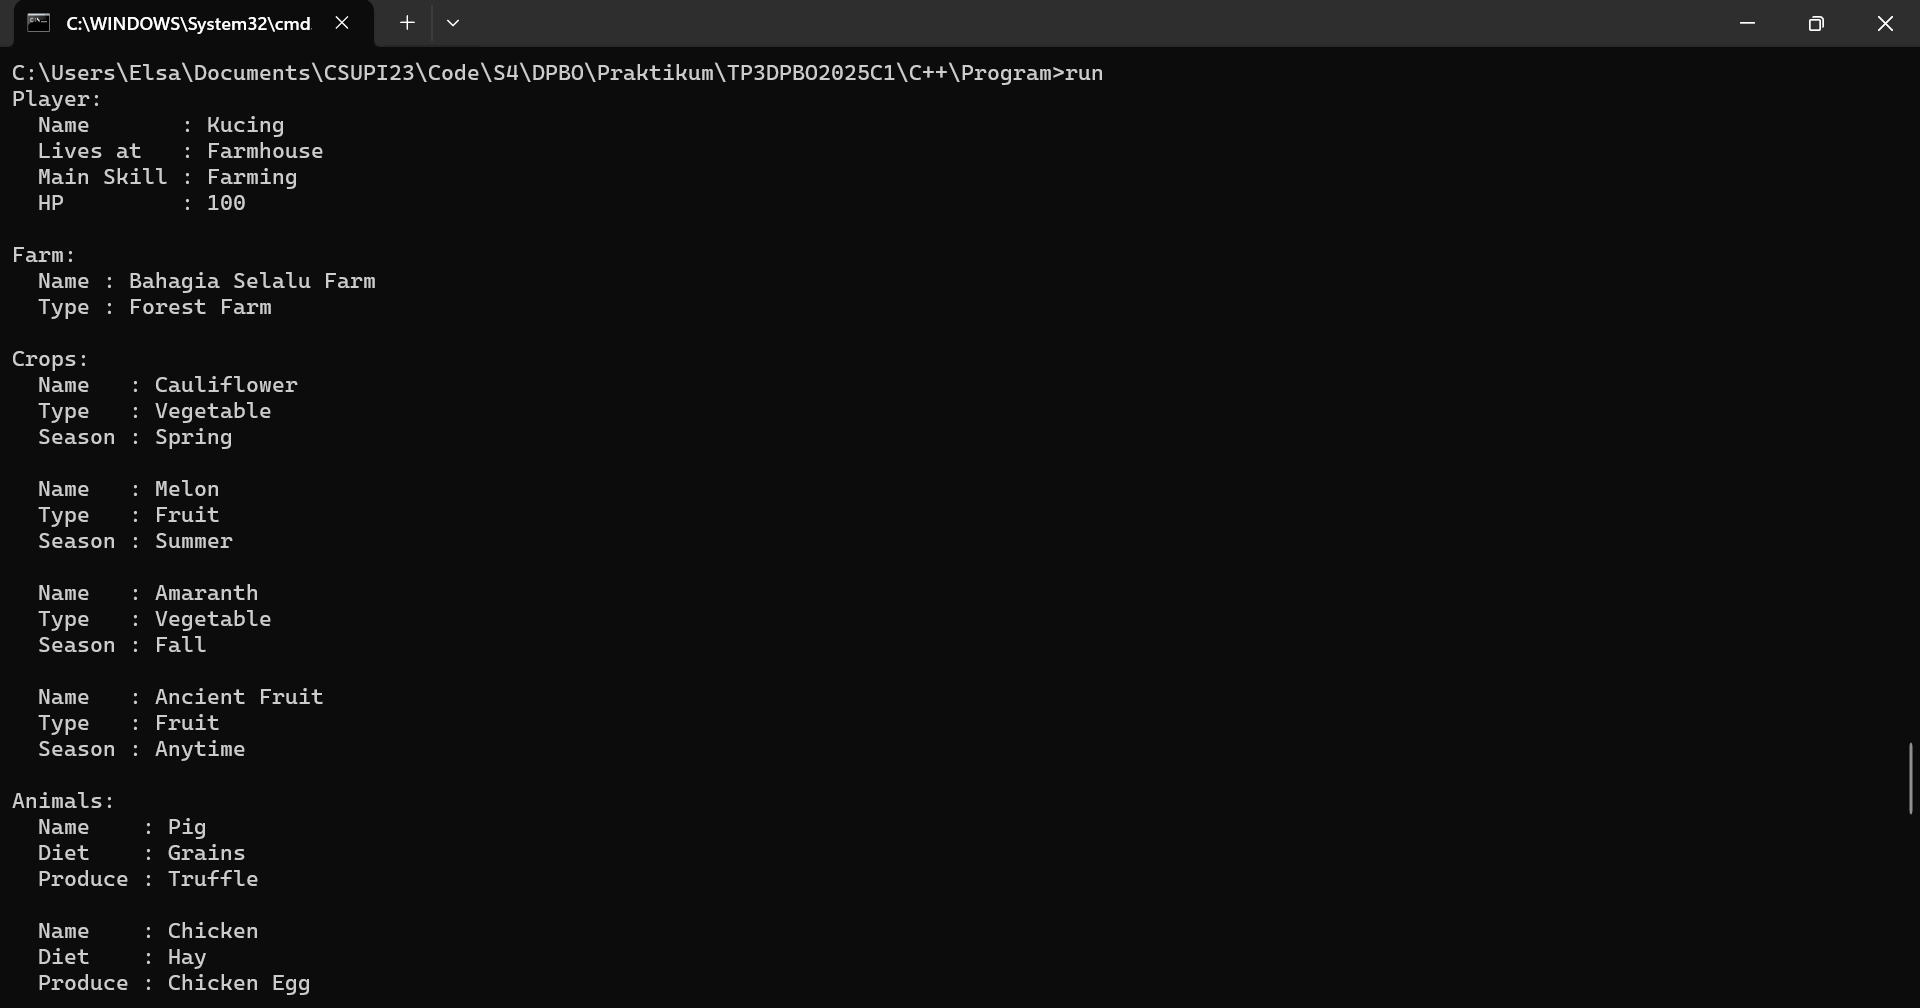 C:\WINDOWS\System32\cmd
C:\Users\Elsa\Documents\CSUPI23\Code\S4\DPBO\Praktikum\TP3DPBO2025C1\C++\Program>run
Player:
  Name       : Kucing
  Lives at   : Farmhouse
  Main Skill : Farming
  HP         : 100

Farm:
  Name : Bahagia Selalu Farm
  Type : Forest Farm

Crops:
  Name   : Cauliflower
  Type   : Vegetable
  Season : Spring

  Name   : Melon
  Type   : Fruit
  Season : Summer

  Name   : Amaranth
  Type   : Vegetable
  Season : Fall

  Name   : Ancient Fruit
  Type   : Fruit
  Season : Anytime

Animals:
  Name    : Pig
  Diet    : Grains
  Produce : Truffle

  Name    : Chicken
  Diet    : Hay
  Produce : Chicken Egg